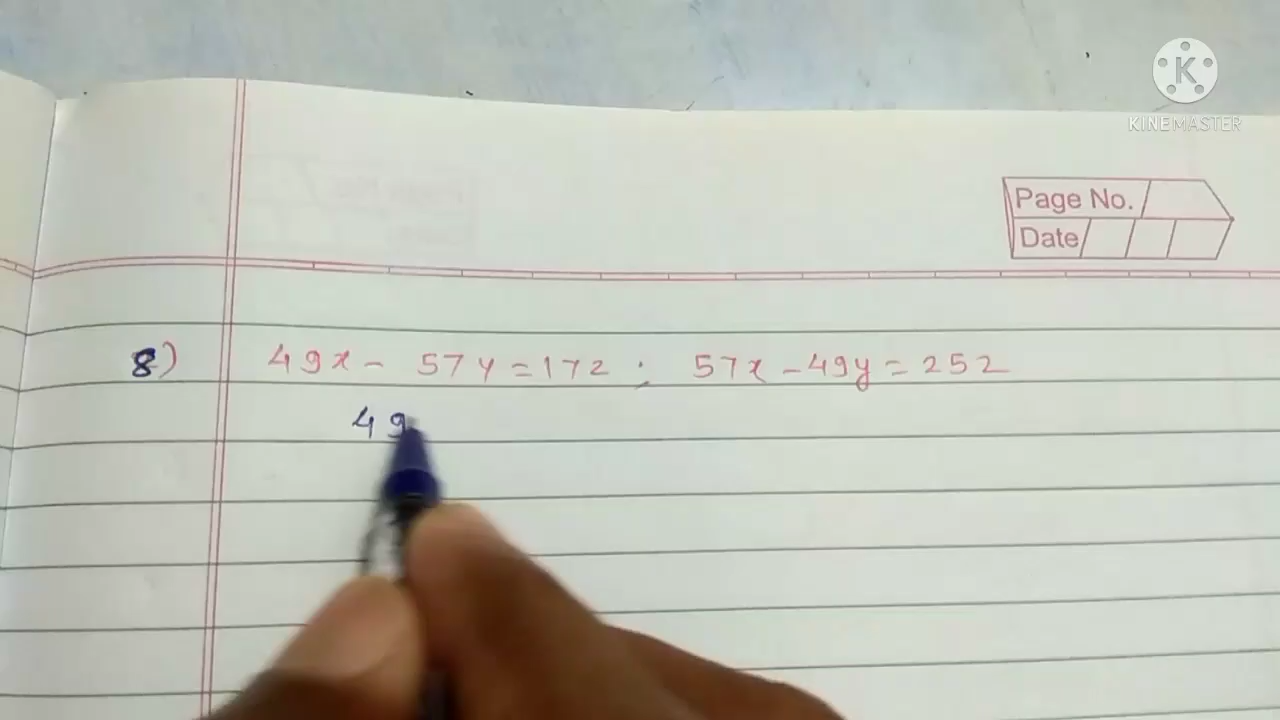 K
KINEMASTER
Page No.
Date
8) 49x - 57y = 172 ; 57x - 49y = 252
49